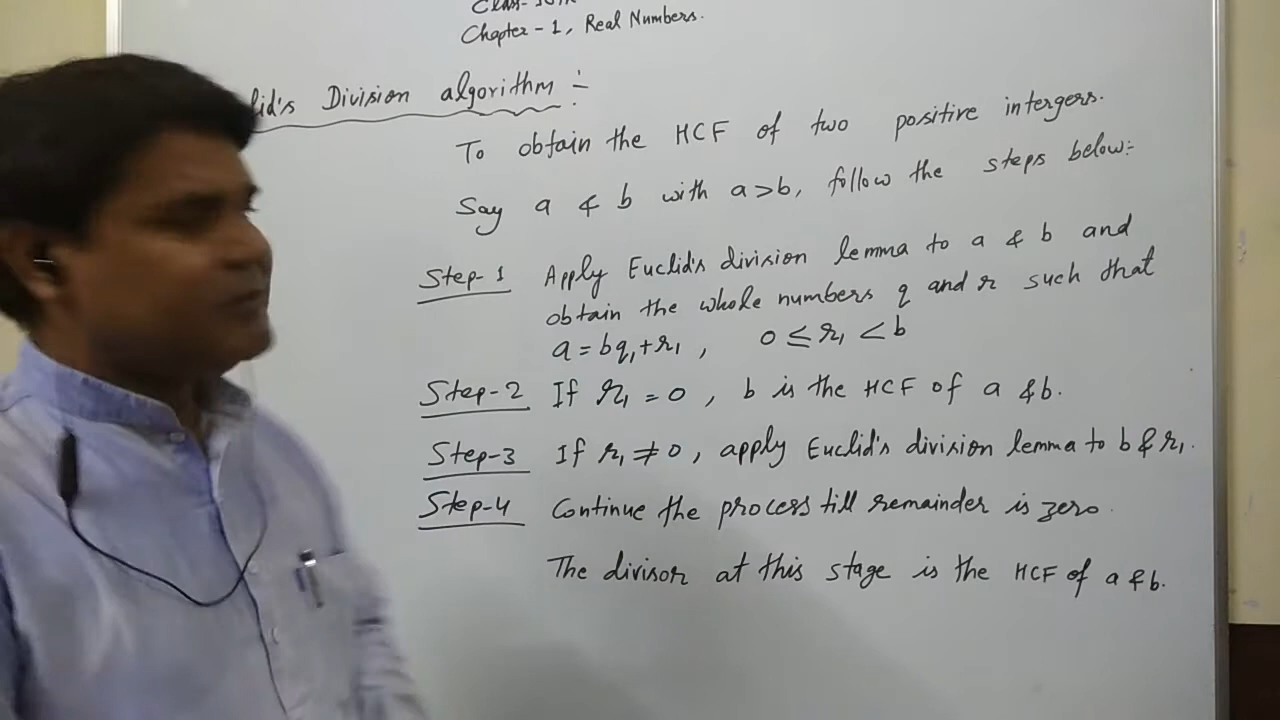 Chapter - 1, Real Numbers.
Division algorithm :-
To obtain the HCF of two positive intergers.
Say a & b with a>b, follow the steps below:-
Step-1 Apply Euclid's division lemma to a & b and
obtain the whole numbers q and r such that
a = bq₁+r₁ , 0 ≤ r₁ < b
Step-2 If r₁ = 0 , b is the HCF of a & b.
Step-3 If r₁ ≠ 0 , apply Euclid's division lemma to b & r₁.
Step-4 Continue the process till remainder is zero.
The divisor at this stage is the HCF of a & b.